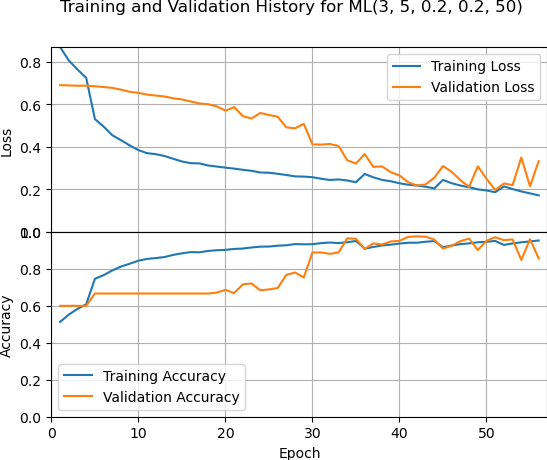 Training and Validation History for ML(3, 5, 0.2, 0.2, 50)
0.8
0.6
0.4
0.2
Loss
Training Loss
Validation Loss
1.0
0.8
0.6
0.4
0.2
0.0
Accuracy
Training Accuracy
Validation Accuracy
0
10
20
30
40
50
Epoch